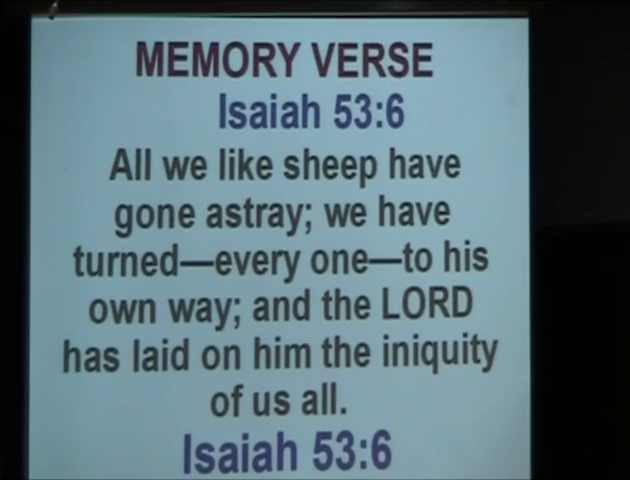 MEMORY VERSE
Isaiah 53:6
All we like sheep have
gone astray; we have
turned—every one—to his
own way; and the LORD
has laid on him the iniquity
of us all.
Isaiah 53:6